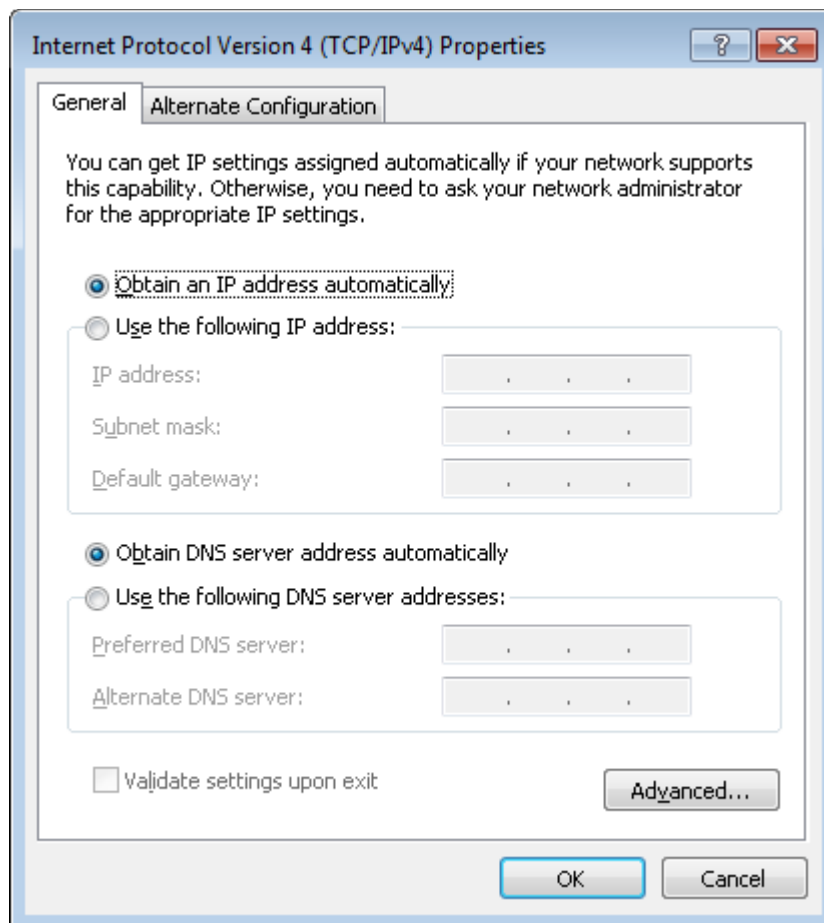 Internet Protocol Version 4 (TCP/IPv4) Properties
?
General
Alternate Configuration
You can get IP settings assigned automatically if your network supports
this capability. Otherwise, you need to ask your network administrator
for the appropriate IP settings.
Obtain an IP address automatically
Use the following IP address:
IP address:
. . .
Subnet mask:
. . .
Default gateway:
. . .
Obtain DNS server address automatically
Use the following DNS server addresses:
Preferred DNS server:
. . .
Alternate DNS server:
. . .
Validate settings upon exit
Advanced...
OK
Cancel